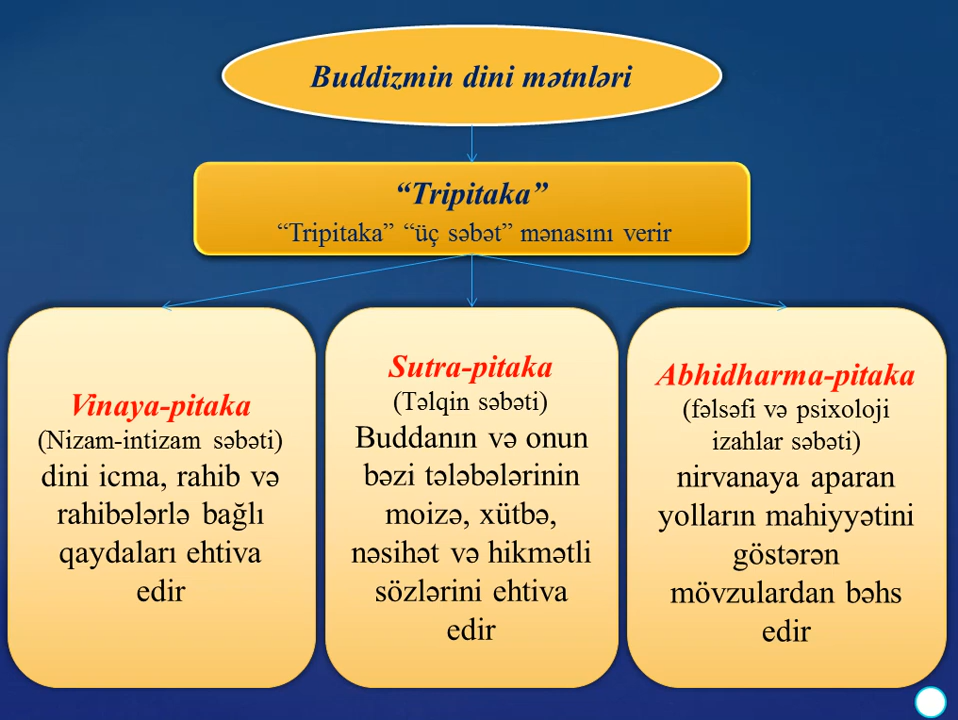 Buddizmin dini mətnləri
“Tripitaka”
“Tripitaka” “üç səbət” mənasını verir
Vinaya-pitaka
(Nizam-intizam səbəti)
dini icma, rahib və
rahibələrlə bağlı
qaydaları ehtiva
edir
Sutra-pitaka
(Təlqin səbəti)
Buddanın və onun
bəzi tələbələrinin
moizə, xütbə,
nəsihət və hikmətli
sözlərini ehtiva
edir
Abhidharma-pitaka
(fəlsəfi və psixoloji
izahlar səbəti)
nirvanaya aparan
yolların mahiyyətini
göstərən
mövzulardan bəhs
edir